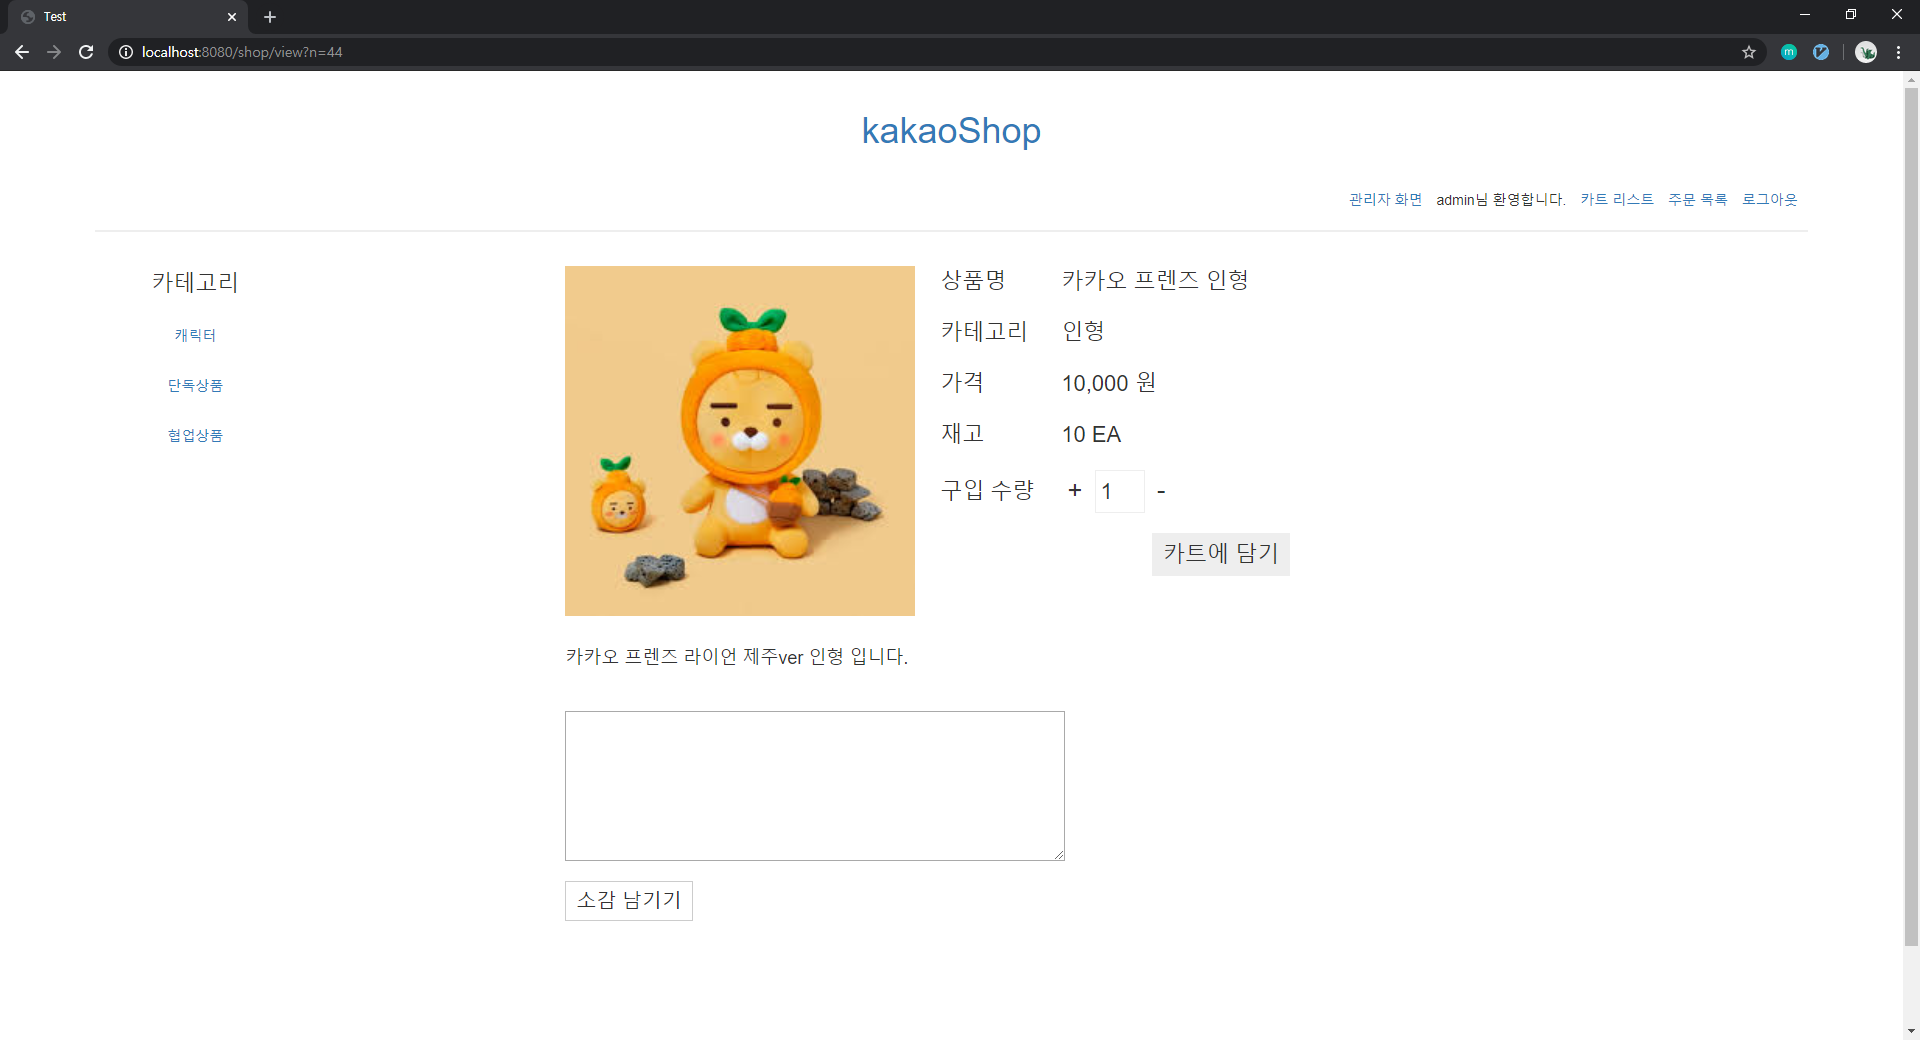 Test
localhost:8080/shop/view?n=44
m
kakaoShop
관리자 화면 admin님 환영합니다. 카트 리스트 주문 목록 로그아웃
카테고리
캐릭터
단독상품
협업상품
상품명 카카오 프렌즈 인형
카테고리 인형
가격 10,000 원
재고 10 EA
구입 수량 + 1 -
카트에 담기
카카오 프렌즈 라이언 제주ver 인형 입니다.
소감 남기기